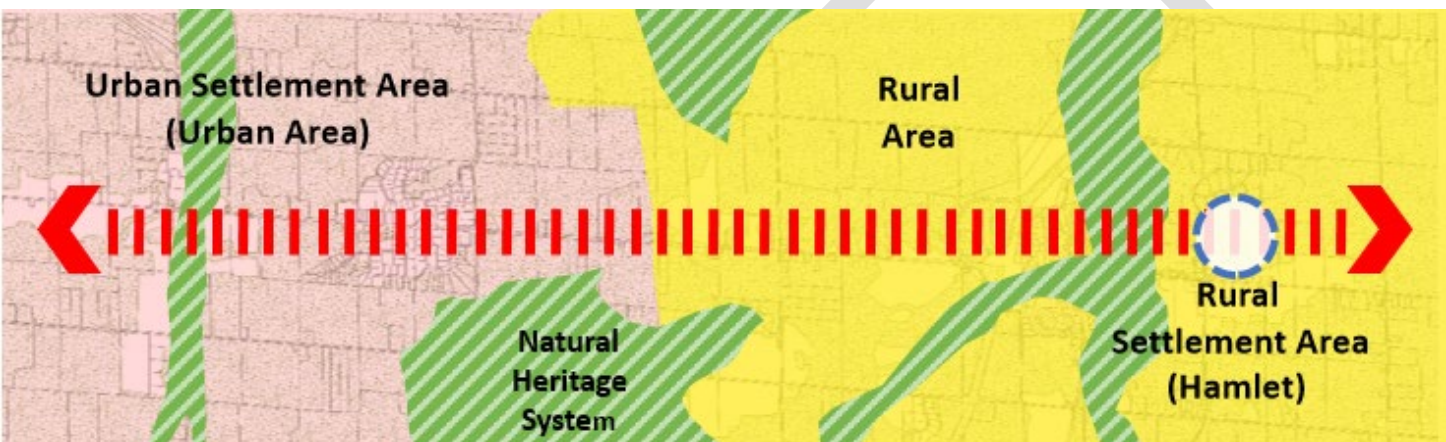 Urban Settlement Area
(Urban Area)
Rural
Area
Natural
Heritage
System
Rural
Settlement Area
(Hamlet)